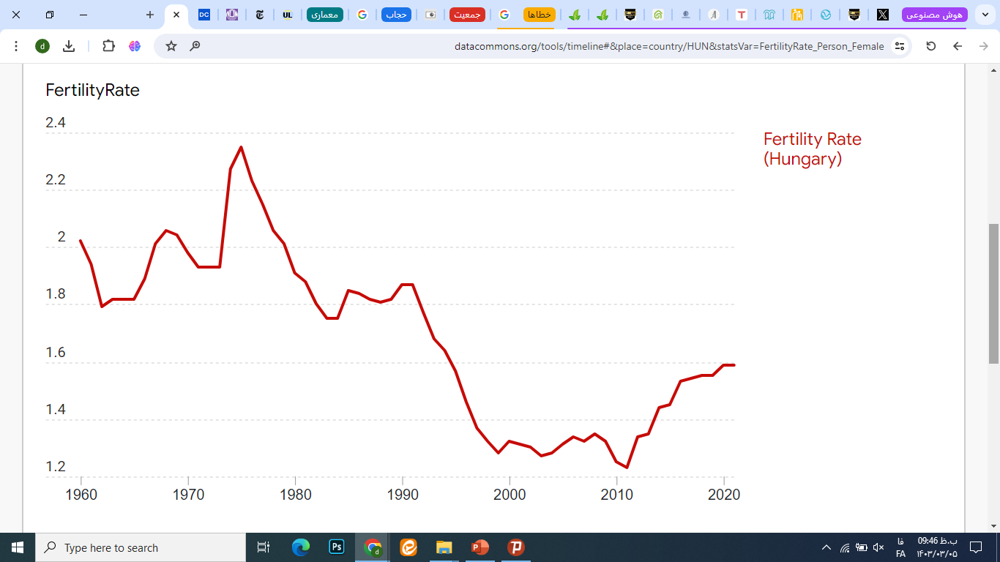 DC
UL
معماری
حجاب
جمعیت
خطاها
T
X
هوش مصنوعی
d
datacommons.org/tools/timeline#&place=country/HUN&statsVar=FertilityRate_Person_Female
FertilityRate
2.4
2.2
2
1.8
1.6
1.4
1.2
1960 1970 1980 1990 2000 2010 2020
Fertility Rate
(Hungary)
Type here to search
Ps
d
فا
FA
09:46 ب.ظ
۱۴۰۳/۰۳/۰۵